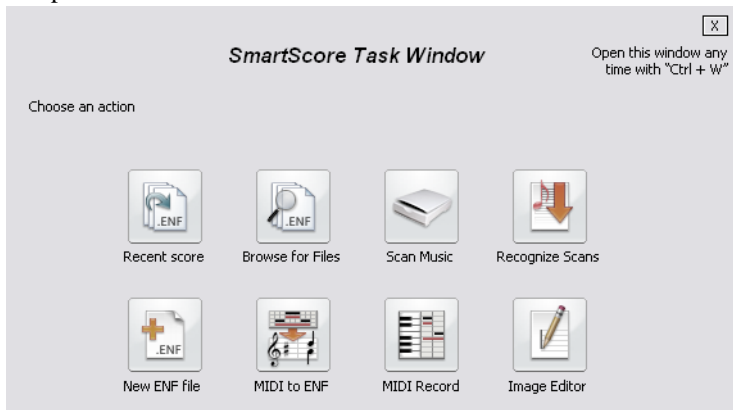 X
SmartScore Task Window
Open this window any
time with "Ctrl + W"
Choose an action
.ENF
.ENF
Recent score
Browse for Files
Scan Music
Recognize Scans
.ENF
New ENF file
MIDI to ENF
MIDI Record
Image Editor